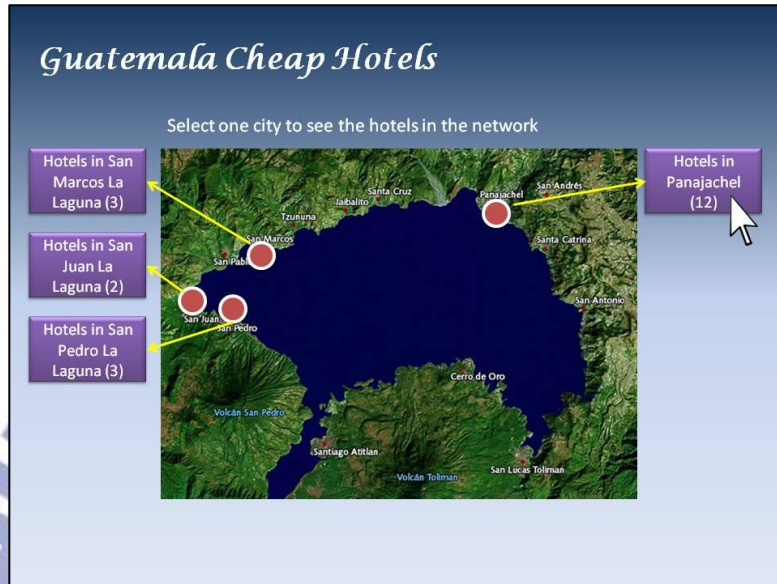 Guatemala Cheap Hotels
Select one city to see the hotels in the network
Hotels in San
Marcos La
Laguna (3)
Hotels in San
Juan La
Laguna (2)
Hotels in San
Pedro La
Laguna (3)
Hotels in
Panajachel
(12)
Santa Cruz
Jaibalito
Tzununa
San Marcos
San Pabl
San Juan
San Pedro
Panajachel
San Andrés
Santa Catrina
San Antonio
Cerro de Oro
Volcán San Pedro
Santiago Atitlan
Volcán Toliman
San Lucas Toliman